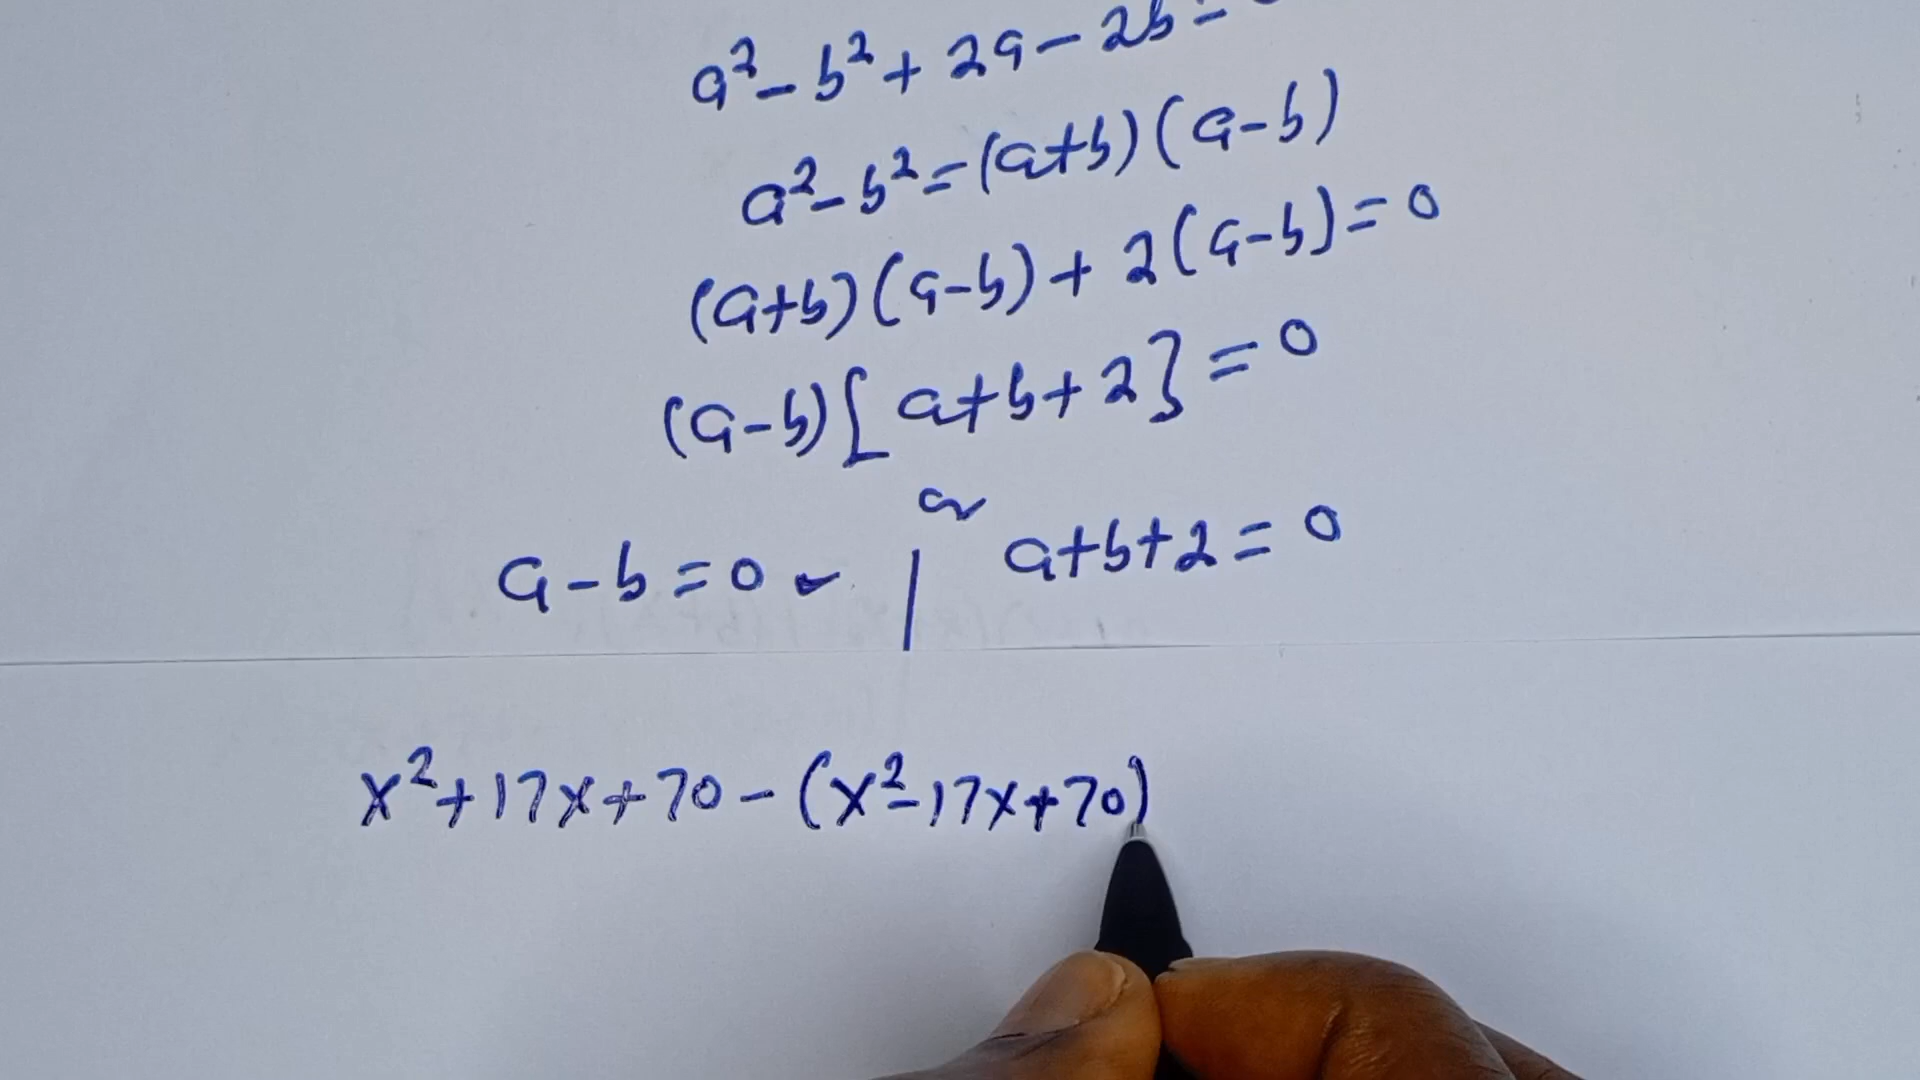 a²-b²+2a-2b=
a²-b²=(a+b)(a-b)
(a+b)(a-b)+2(a-b)=0
(a-b)[a+b+2}=0
or
a-b=0 | a+b+2=0
x²+17x+70-(x²-17x+70)